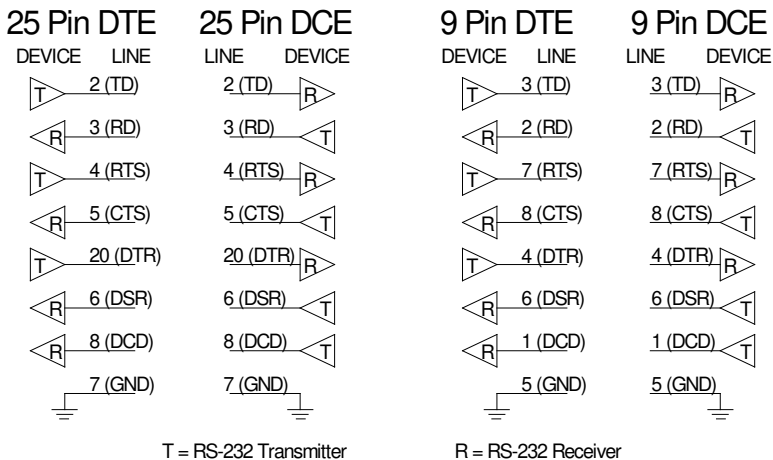 25 Pin DTE 25 Pin DCE 9 Pin DTE 9 Pin DCE
DEVICE LINE LINE DEVICE DEVICE LINE LINE DEVICE
T 2 (TD) 2 (TD) R T 3 (TD) 3 (TD) R
R 3 (RD) 3 (RD) T R 2 (RD) 2 (RD) T
T 4 (RTS) 4 (RTS) R T 7 (RTS) 7 (RTS) R
R 5 (CTS) 5 (CTS) T R 8 (CTS) 8 (CTS) T
T 20 (DTR) 20 (DTR) R T 4 (DTR) 4 (DTR) R
R 6 (DSR) 6 (DSR) T R 6 (DSR) 6 (DSR) T
R 8 (DCD) 8 (DCD) T R 1 (DCD) 1 (DCD) T
7 (GND) 7 (GND) 5 (GND) 5 (GND)
T = RS-232 Transmitter R = RS-232 Receiver